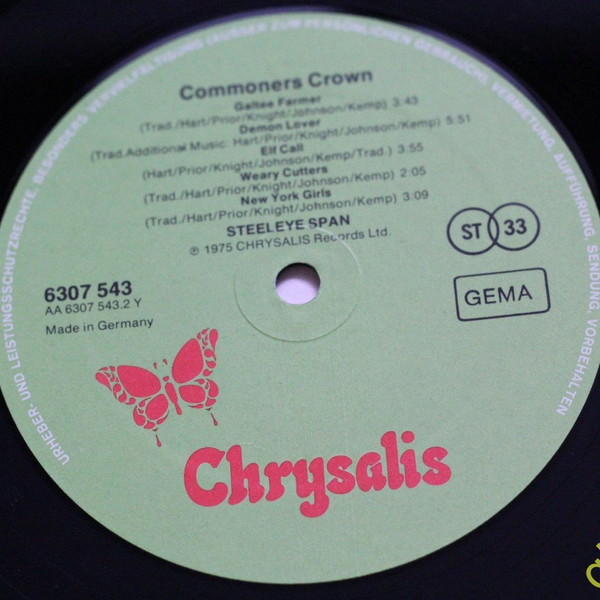 URHEBER- UND LEISTUNGSSCHUTZRECHTE, BESONDERS VERVIELFÄLTIGUNG (AUSSER ZUM PERSÖNLICHEN GEBRAUCH), VERMIETUNG, AUFFÜHRUNG, SENDUNG, VORBEHALTEN
Commoners Crown
Galtee Farmer
(Trad./Hart/Prior/Knight/Johnson/Kemp) 3:43
Demon Lover
(Trad.Additional Music: Hart/Prior/Knight/Johnson/Kemp) 5:51
Elf Call
(Hart/Prior/Knight/Johnson/Kemp/Trad.) 3:55
Weary Cutters
(Trad./Hart/Prior/Knight/Johnson/Kemp) 2:05
New York Girls
(Trad./Hart/Prior/Knight/Johnson/Kemp) 3:09
STEELEYE SPAN
℗ 1975 CHRYSALIS Records Ltd.
ST 33
6307 543
AA 6307 543.2 Y
Made in Germany
GEMA
Chrysalis